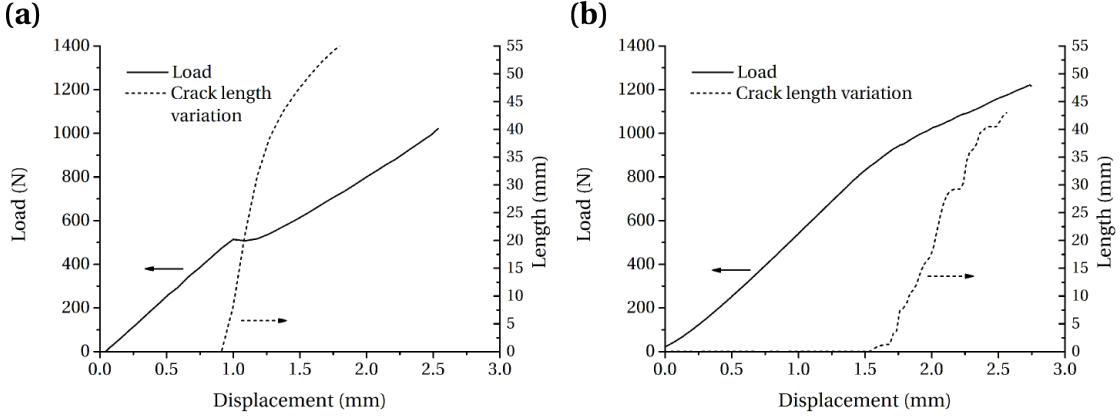 (a)
1400
1200
1000
800
600
400
200
0
Load (N)
Load
Crack length
variation
55
50
45
40
35
30
25
20
15
10
5
0
Length (mm)
0.0 0.5 1.0 1.5 2.0 2.5 3.0
Displacement (mm)
(b)
1400
1200
1000
800
600
400
200
0
Load (N)
Load
Crack length variation
55
50
45
40
35
30
25
20
15
10
5
0
Length (mm)
0.0 0.5 1.0 1.5 2.0 2.5 3.0
Displacement (mm)